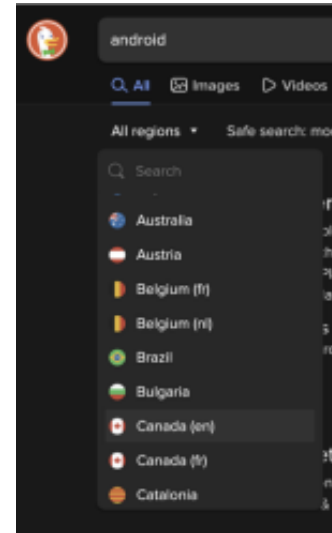 android
All Images Videos
All regions Safe search: mo
Search
Australia
Austria
Belgium (fr)
Belgium (nl)
Brazil
Bulgaria
Canada (en)
Canada (fr)
Catalonia